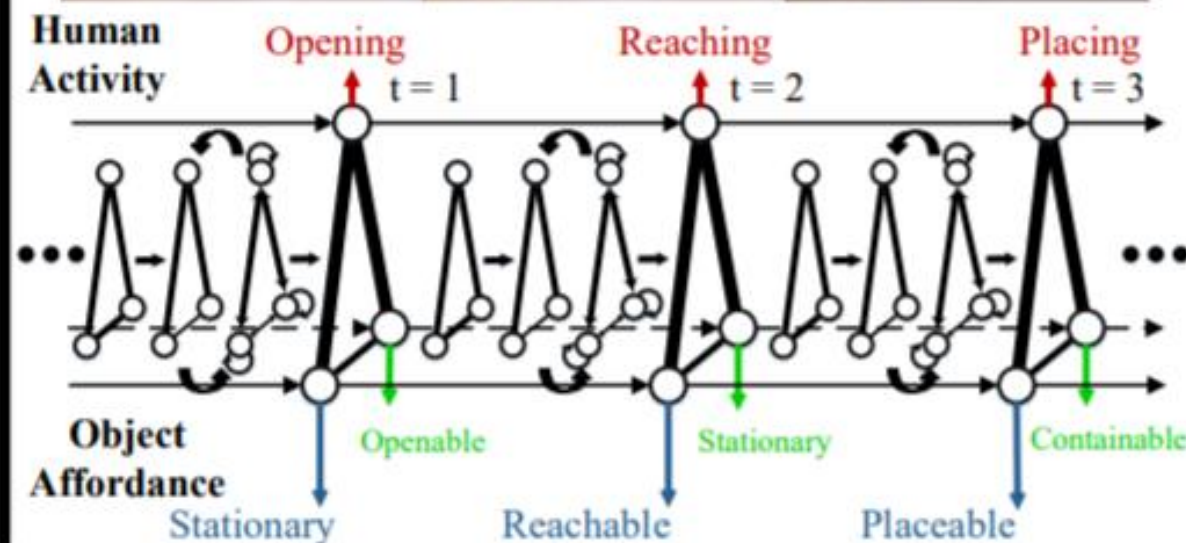 Human
Activity
Opening
Reaching
Placing
t = 1
t = 2
t = 3
Object
Affordance
Openable
Stationary
Containable
Stationary
Reachable
Placeable